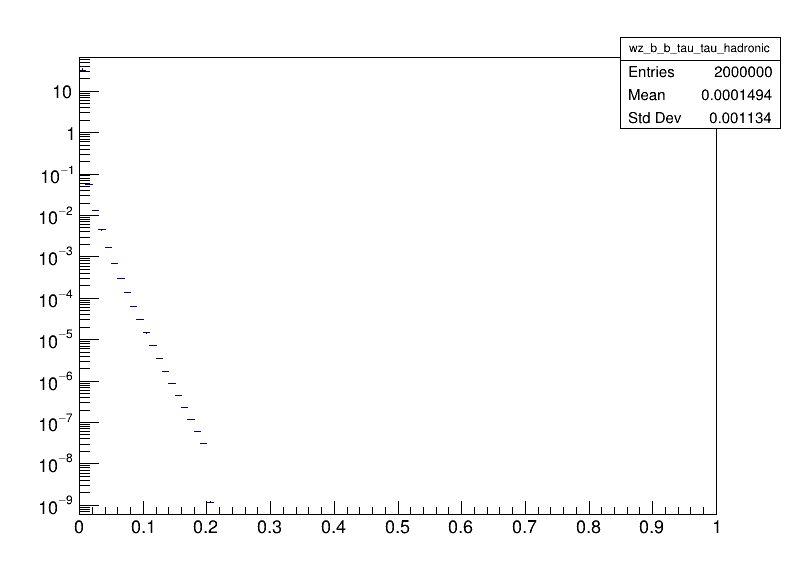 wz_b_b_tau_tau_hadronic
Entries 2000000
Mean 0.0001494
Std Dev 0.001134
10
1
10⁻¹
10⁻²
10⁻³
10⁻⁴
10⁻⁵
10⁻⁶
10⁻⁷
10⁻⁸
10⁻⁹
0 0.1 0.2 0.3 0.4 0.5 0.6 0.7 0.8 0.9 1